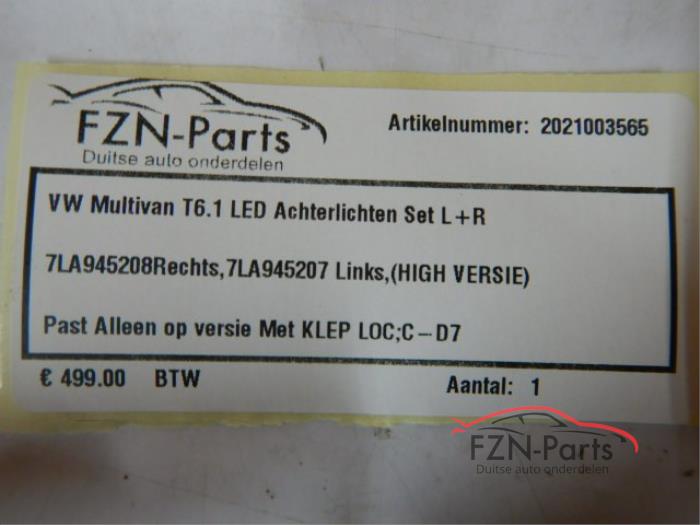 FZN-Parts
Duitse auto onderdelen
Artikelnummer: 2021003565
VW Multivan T6.1 LED Achterlichten Set L+R
7LA945208Rechts,7LA945207 Links,(HIGH VERSIE)
Past Alleen op versie Met KLEP LOC;C-D7
€ 499.00 BTW
Aantal: 1
FZN-Parts
Duitse auto onderdelen